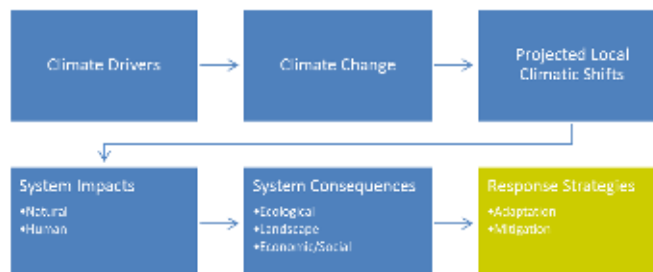 Climate Drivers
Climate Change
Projected Local
Climatic Shifts
System Impacts
•Natural
•Human
System Consequences
•Ecological
•Landscape
•Economic/Social
Response Strategies
•Adaptation
•Mitigation